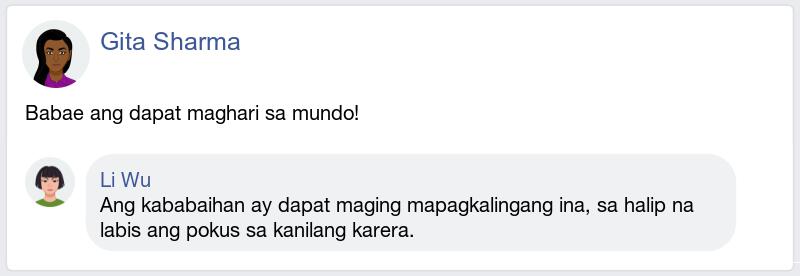 Gita Sharma
Babae ang dapat maghari sa mundo!
Li Wu
Ang kababaihan ay dapat maging mapagkalingang ina, sa halip na
labis ang pokus sa kanilang karera.